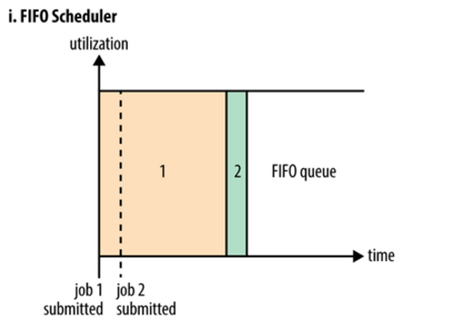 i. FIFO Scheduler
utilization
1
2
FIFO queue
time
job 1
submitted
job 2
submitted